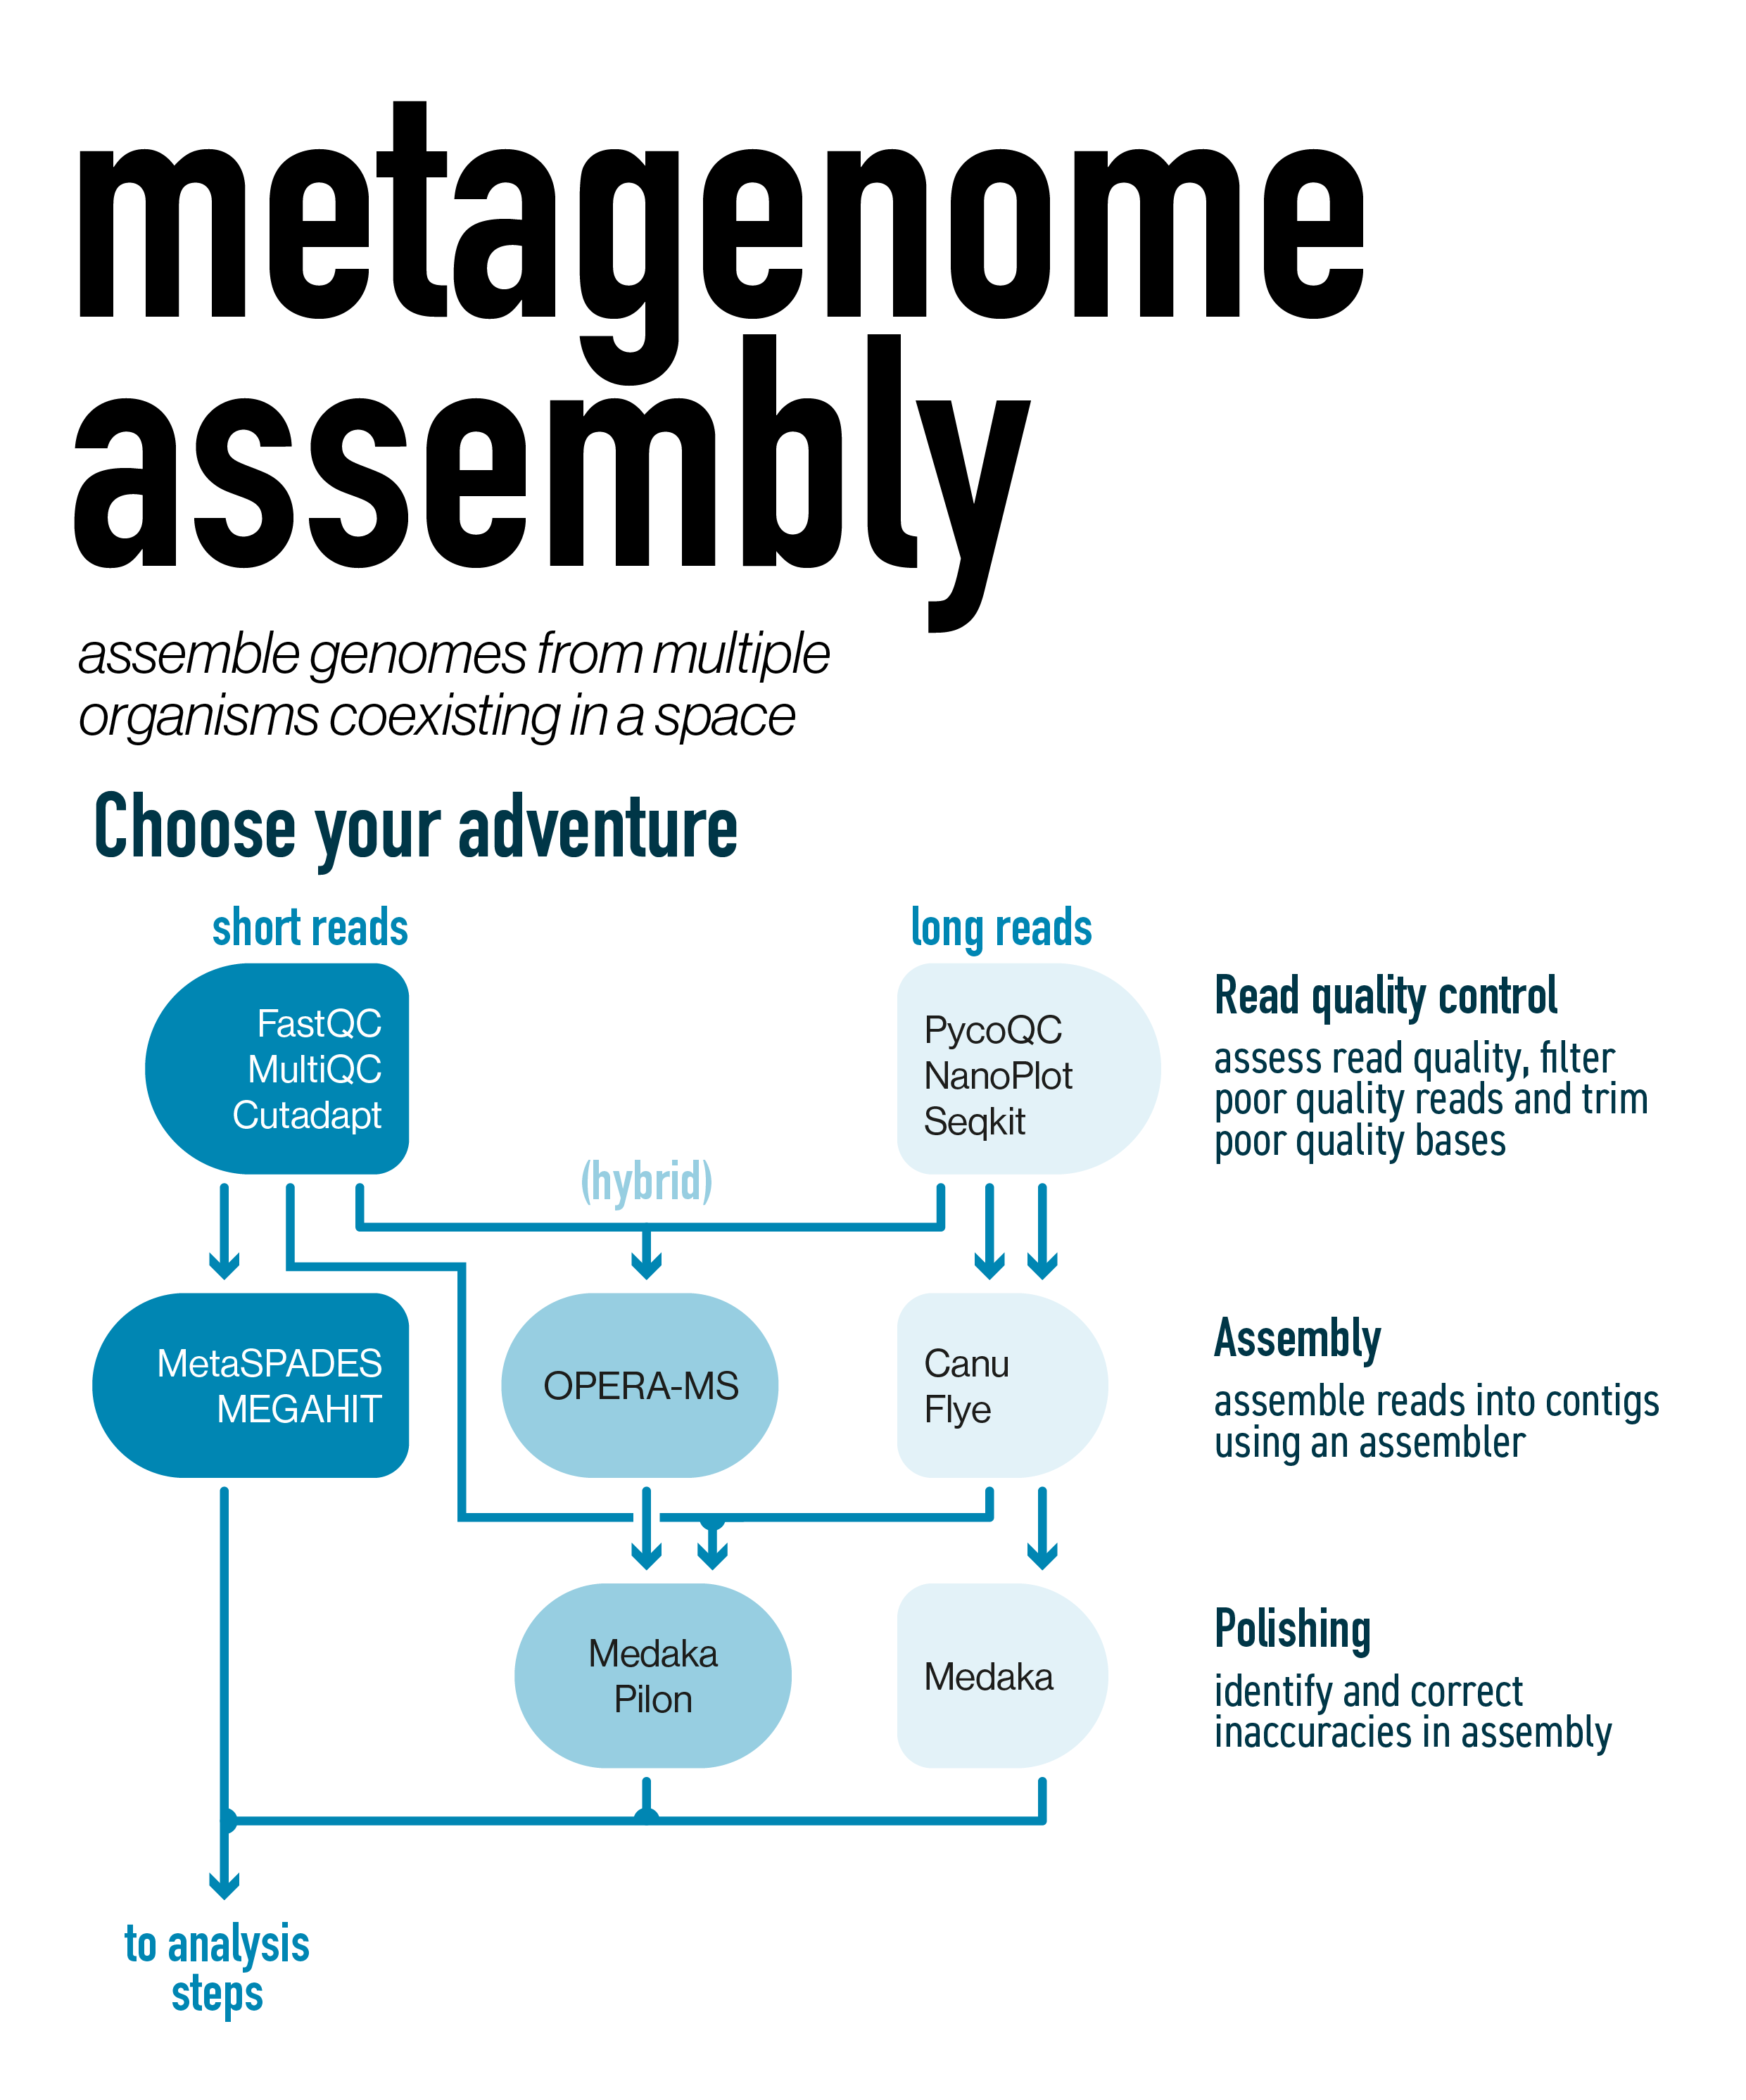 metagenome
assembly
assemble genomes from multiple
organisms coexisting in a space
Choose your adventure
short reads
long reads
FastQC
MultiQC
Cutadapt
PycoQC
NanoPlot
Seqkit
Read quality control
assess read quality, filter
poor quality reads and trim
poor quality bases
(hybrid)
MetaSPADES
MEGAHIT
OPERA-MS
Canu
Flye
Assembly
assemble reads into contigs
using an assembler
Medaka
Pilon
Medaka
Polishing
identify and correct
inaccuracies in assembly
to analysis
steps